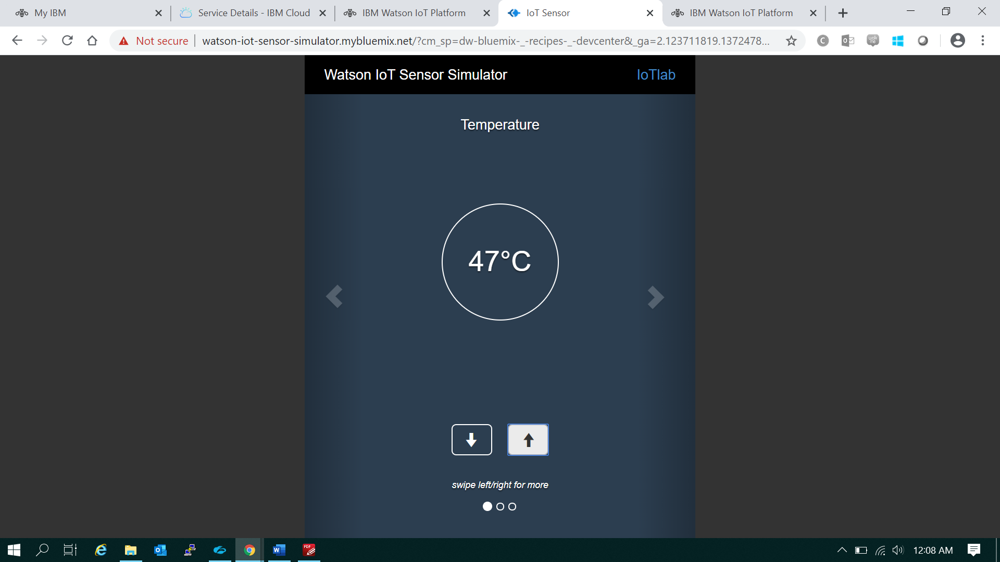 My IBM
Service Details - IBM Cloud
IBM Watson IoT Platform
IoT Sensor
IBM Watson IoT Platform
Not secure
watson-iot-sensor-simulator.mybluemix.net/?cm_sp=dw-bluemix-_-recipes-_-devcenter&_ga=2.123711819.1372478...
Watson IoT Sensor Simulator
IoTlab
Temperature
47°C
swipe left/right for more
12:08 AM